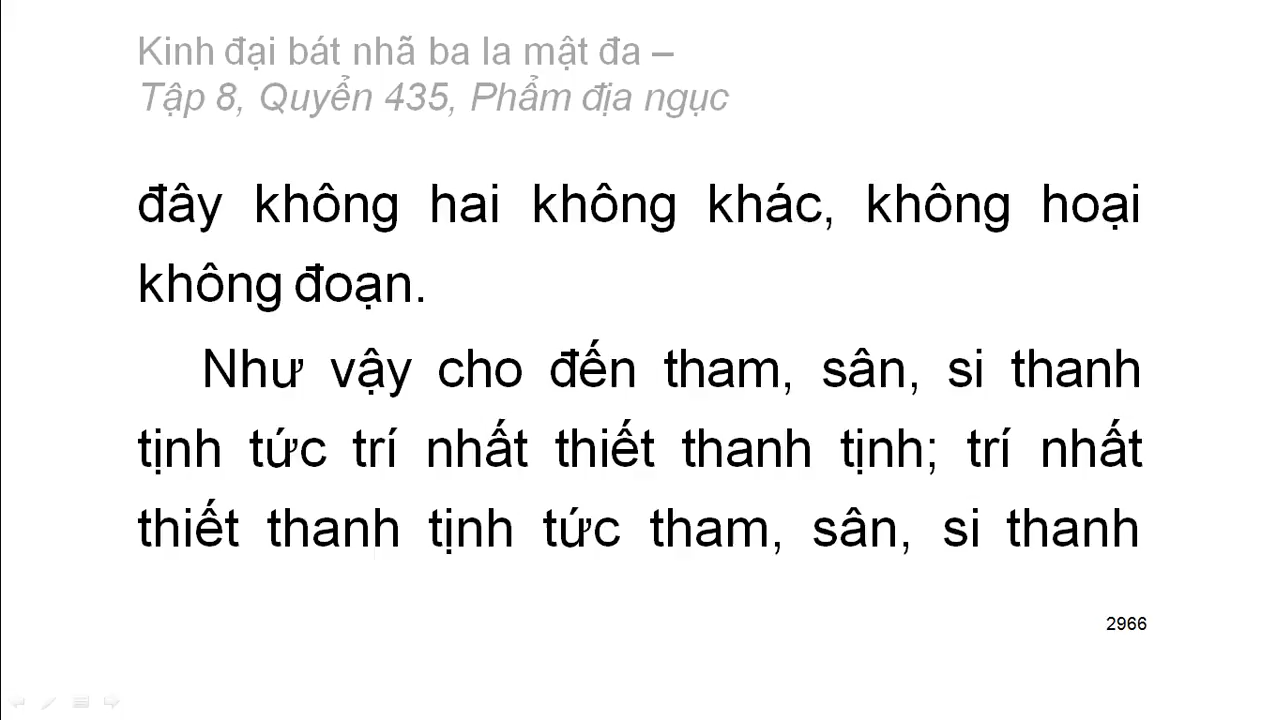 Kinh đại bát nhã ba la mật đa –
Tập 8, Quyển 435, Phẩm địa ngục
đây không hai không khác, không hoại
không đoạn.
Như vậy cho đến tham, sân, si thanh
tịnh tức trí nhất thiết thanh tịnh; trí nhất
thiết thanh tịnh tức tham, sân, si thanh
2966